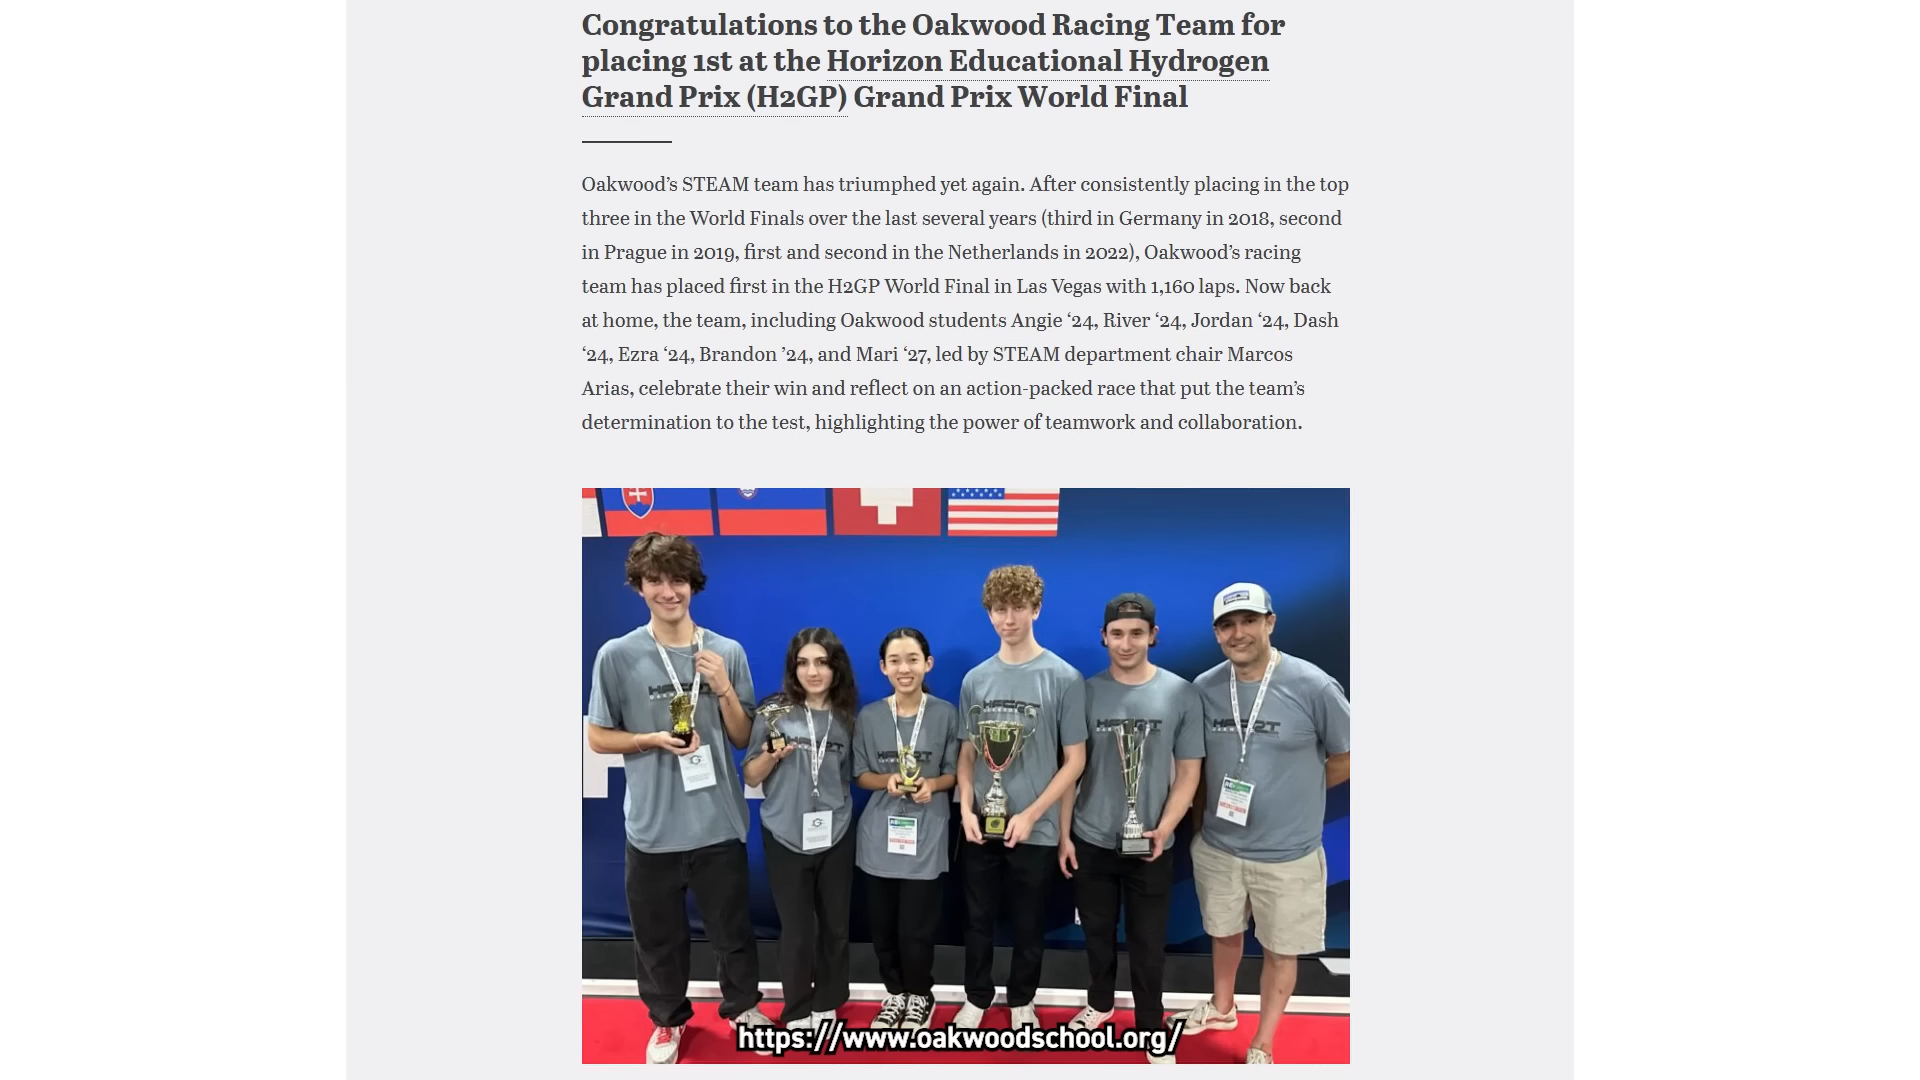 Congratulations to the Oakwood Racing Team for
placing 1st at the Horizon Educational Hydrogen
Grand Prix (H2GP) Grand Prix World Final
Oakwood’s STEAM team has triumphed yet again. After consistently placing in the top
three in the World Finals over the last several years (third in Germany in 2018, second
in Prague in 2019, first and second in the Netherlands in 2022), Oakwood’s racing
team has placed first in the H2GP World Final in Las Vegas with 1,160 laps. Now back
at home, the team, including Oakwood students Angie ‘24, River ‘24, Jordan ‘24, Dash
‘24, Ezra ‘24, Brandon ’24, and Mari ‘27, led by STEAM department chair Marcos
Arias, celebrate their win and reflect on an action-packed race that put the team’s
determination to the test, highlighting the power of teamwork and collaboration.
https://www.oakwoodschool.org/